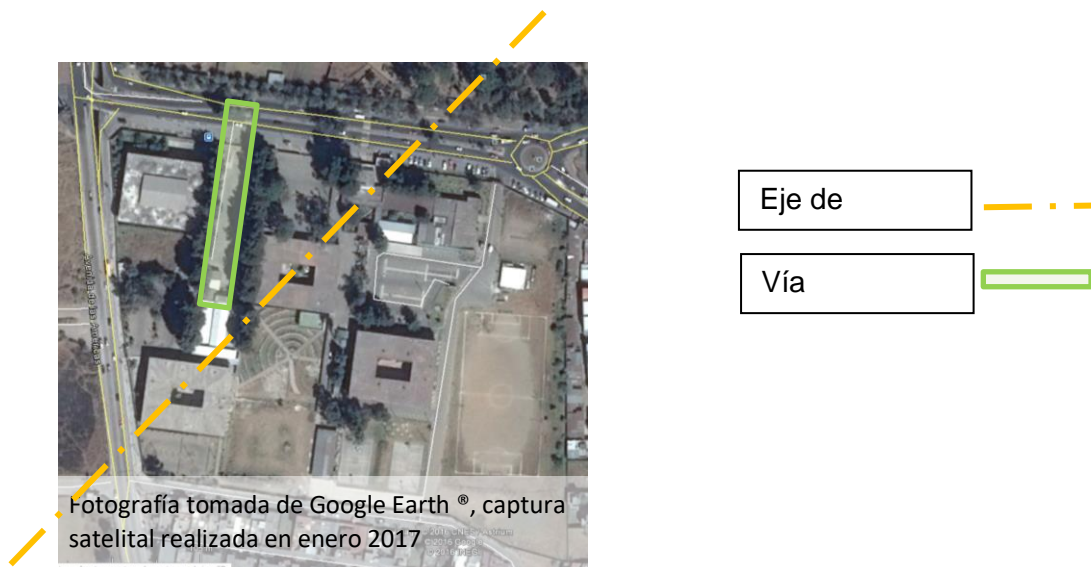 Eje de
Vía
Fotografía tomada de Google Earth ®, captura
satelital realizada en enero 2017